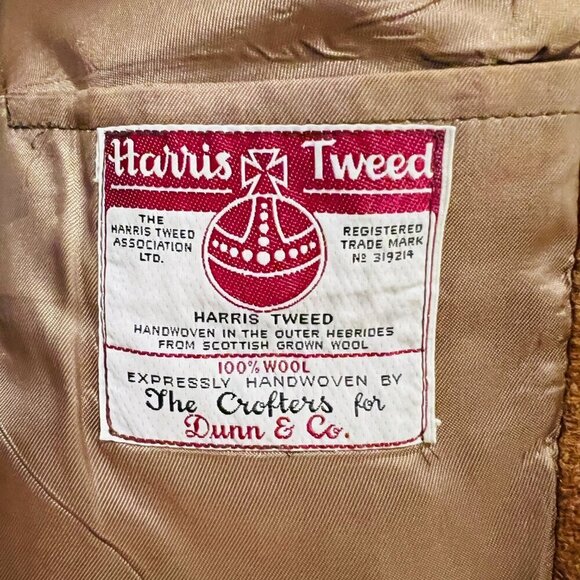 Harris Tweed
THE
HARRIS TWEED
ASSOCIATION
LTD.
REGISTERED
TRADE MARK
No 319214
HARRIS TWEED
HANDWOVEN IN THE OUTER HEBRIDES
FROM SCOTTISH GROWN WOOL
100% WOOL
EXPRESSLY HANDWOVEN BY
The Crofters for
Dunn & Co.